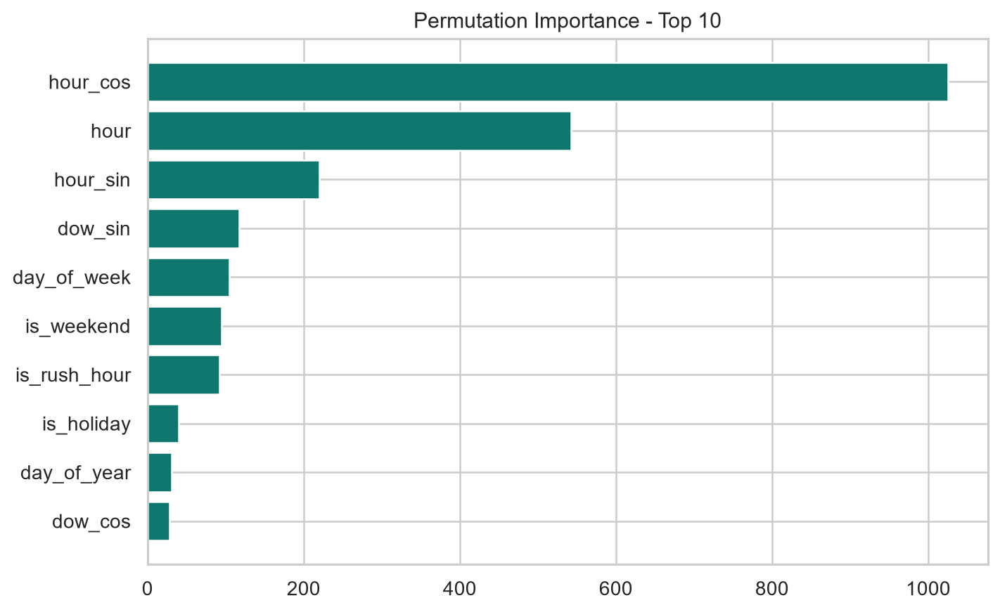 Permutation Importance - Top 10
hour_cos
hour
hour_sin
dow_sin
day_of_week
is_weekend
is_rush_hour
is_holiday
day_of_year
dow_cos
0 200 400 600 800 1000